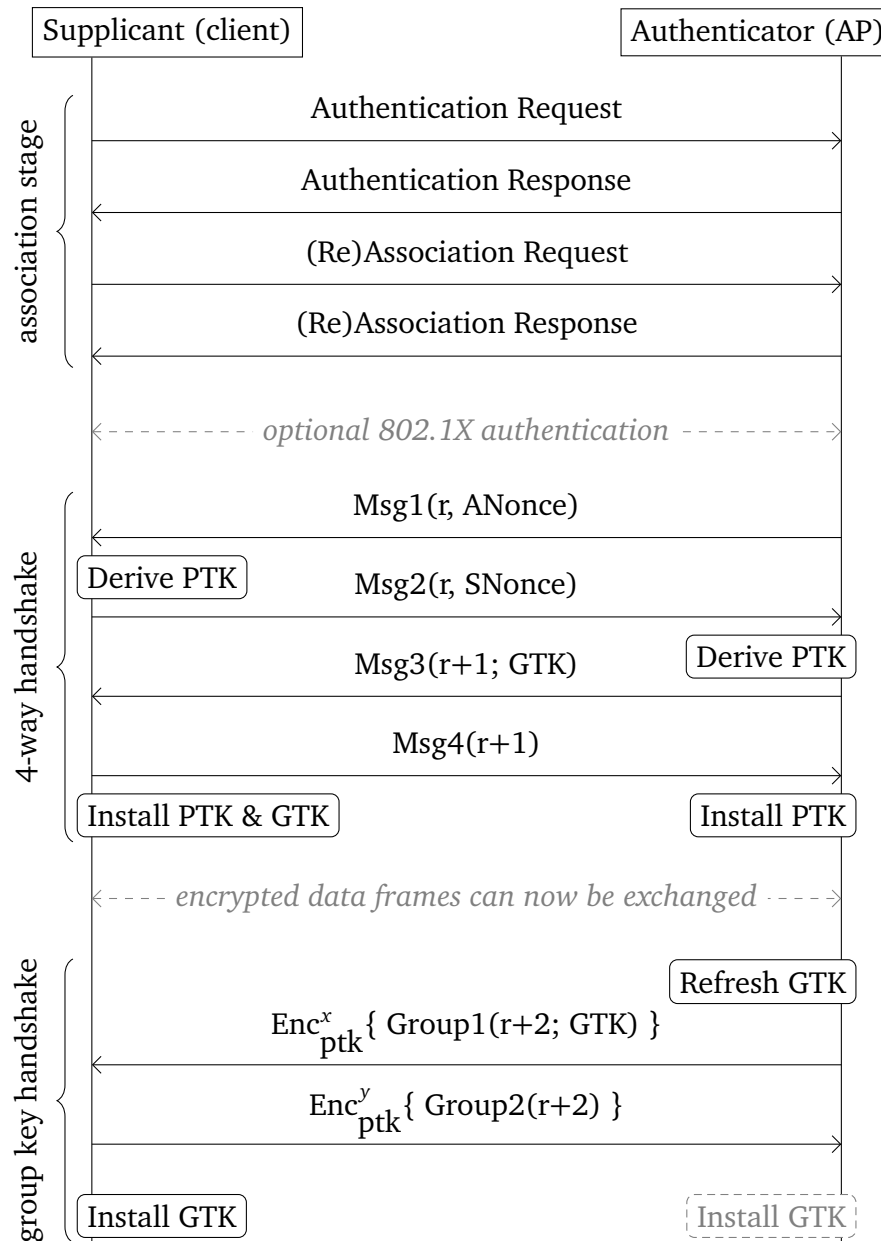 Supplicant (client)
Authenticator (AP)
association stage
Authentication Request
Authentication Response
(Re)Association Request
(Re)Association Response
optional 802.1X authentication
4-way handshake
Msg1(r, ANonce)
Derive PTK
Msg2(r, SNonce)
Derive PTK
Msg3(r+1; GTK)
Msg4(r+1)
Install PTK & GTK
Install PTK
encrypted data frames can now be exchanged
group key handshake
Refresh GTK
Enc^x_ptk{ Group1(r+2; GTK) }
Enc^y_ptk{ Group2(r+2) }
Install GTK
Install GTK